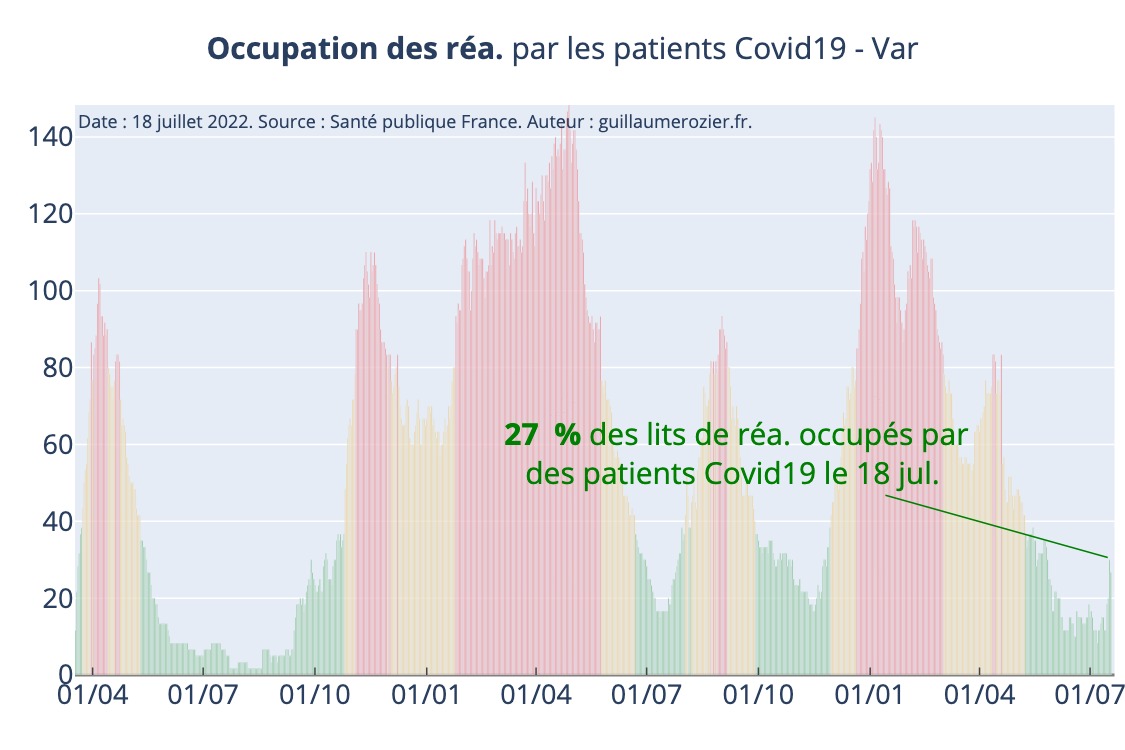 Occupation des réa. par les patients Covid19 - Var
Date : 18 juillet 2022. Source : Santé publique France. Auteur : guillaumerozier.fr.
140
120
100
80
60
40
20
0
27 % des lits de réa. occupés par
des patients Covid19 le 18 jul.
01/04 01/07 01/10 01/01 01/04 01/07 01/10 01/01 01/04 01/07